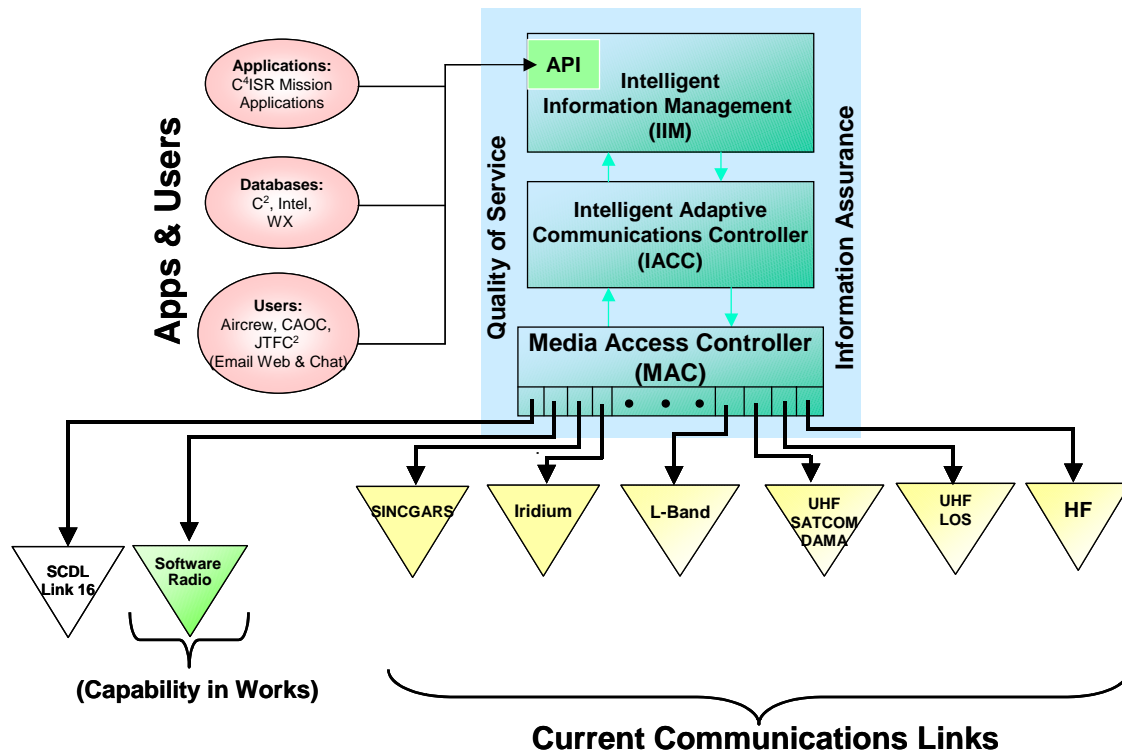 Apps & Users
Applications:
C⁴ISR Mission
Applications
Databases:
C², Intel,
WX
Users:
Aircrew, CAOC,
JTFC²
(Email Web & Chat)
Quality of Service
API
Intelligent
Information Management
(IIM)
Intelligent Adaptive
Communications Controller
(IACC)
Media Access Controller
(MAC)
Information Assurance
SCDL
Link 16
Software
Radio
SINCGARS
Iridium
L-Band
UHF
SATCOM
DAMA
UHF
LOS
HF
(Capability in Works)
Current Communications Links